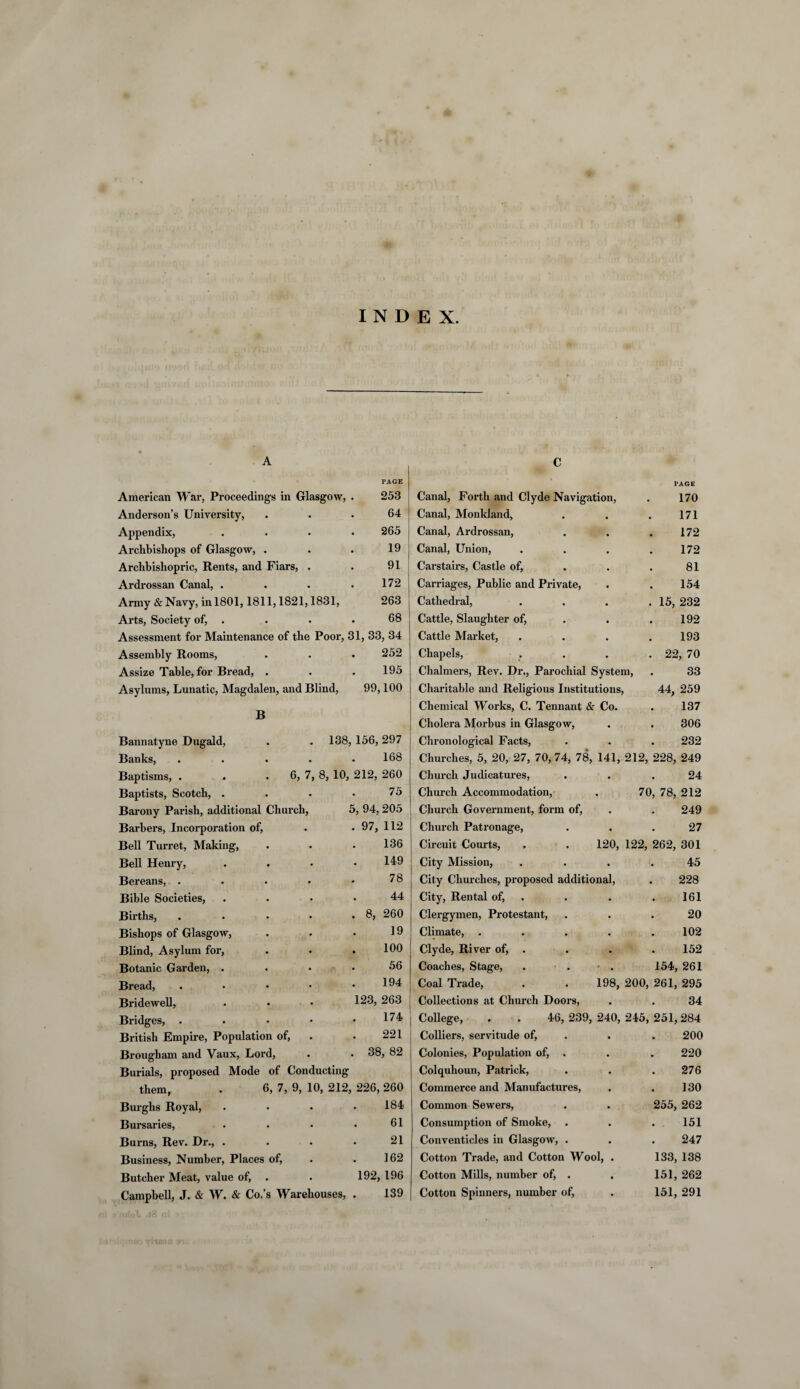 INDEX.
A
PAGE
American War, Proceedings in Glasgow, . 253
Anderson's University, . . . 64
Appendix, . . . . 265
Archbishops of Glasgow, . . . 19
Archbishopric, Rents, and Fiars, . . 91
Ardrossan Canal, . . . . 172
Army & Navy, in 1801, 1811, 1821, 1831, 263
Arts, Society of, . . . . 68
Assessment for Maintenance of the Poor, 31, 33, 34
Assembly Rooms, . . . 252
Assize Table, for Bread, . . . 195
Asylums, Lunatic, Magdalen, and Blind, 99, 100
B
Bannatyne Dugald, . . 138, 156, 297
Banks, . . . . . 168
Baptisms, . . . 6, 7, 8, 10, 212, 260
Baptists, Scotch, . . . . 75
Barony Parish, additional Church, 5, 94, 205
Barbers, Incorporation of, . . 97, 112
Bell Turret, Making, . . . 136
Bell Henry, . . . . 149
Bereans, . . . . . 78
Bible Societies, . . . . 44
Births, . . . . . 8, 260
Bishops of Glasgow, . . . 19
Blind, Asylum for, . . . 100
Botanic Garden, . . . . 56
Bread, . . . . . 194
Bridewell, . . . 123, 263
Bridges, . . . . . 174
British Empire, Population of, . . 221
Brougham and Vaux, Lord, . . 38, 82
Burials, proposed Mode of Conducting
them, . 6, 7, 9, 10, 212, 226, 260
Burghs Royal, . . . . 184
Bursaries, . . . . 61
Burns, Rev. Dr., . . . . 21
Business, Number, Places of, . . 162
Butcher Meat, value of, . . 192, 196
Campbell, J. & W. & Co.'s Warehouses, . 139
C
PAGE
Canal, Forth and Clyde Navigation, . 170
Canal, Monkland, . . . 171
Canal, Ardrossan, . . . 172
Canal, Union, . . . . 172
Carstairs, Castle of, . . . 81
Carriages, Public and Private, . . 154
Cathedral, . . . . 15, 232
Cattle, Slaughter of, . . . 192
Cattle Market, . . . . 193
Chapels, . . . . 22, 70
Chalmers, Rev. Dr., Parochial System, . 33
Charitable and Religious Institutions, 44, 259
Chemical Works, C. Tennant & Co. . 137
Cholera Morbus in Glasgow, . . 306
Chronological Facts, . . . 232
Churches, 5, 20, 27, 70, 74, 78, 141, 212, 228, 249
Church Judicatures, . . . 24
Church Accommodation, . 70, 78, 212
Church Government, form of, . . 249
Church Patronage, . . . 27
Circuit Courts, . . 120, 122, 262, 301
City Mission, . . . . 45
City Churches, proposed additional, . 228
City, Rental of, . . . . 161
Clergymen, Protestant, . . . 20
Climate, . . . . . 102
Clyde, River of, . . . . 152
Coaches, Stage, . . . . 154, 261
Coal Trade, . . 198, 200, 261, 295
Collections at Church Doors, . . 34
College, . . 46, 239, 240, 245, 251, 284
Colliers, servitude of, . . . 200
Colonies, Population of, . . . 220
Colquhoun, Patrick, . . . 276
Commerce and Manufactures, . . 130
Common Sewers, . . 255, 262
Consumption of Smoke, . . . . 151
Conventicles in Glasgow, . . . 247
Cotton Trade, and Cotton Wool, . 133, 138
Cotton Mills, number of, . . 151, 262
Cotton Spinners, number of, . 151, 291